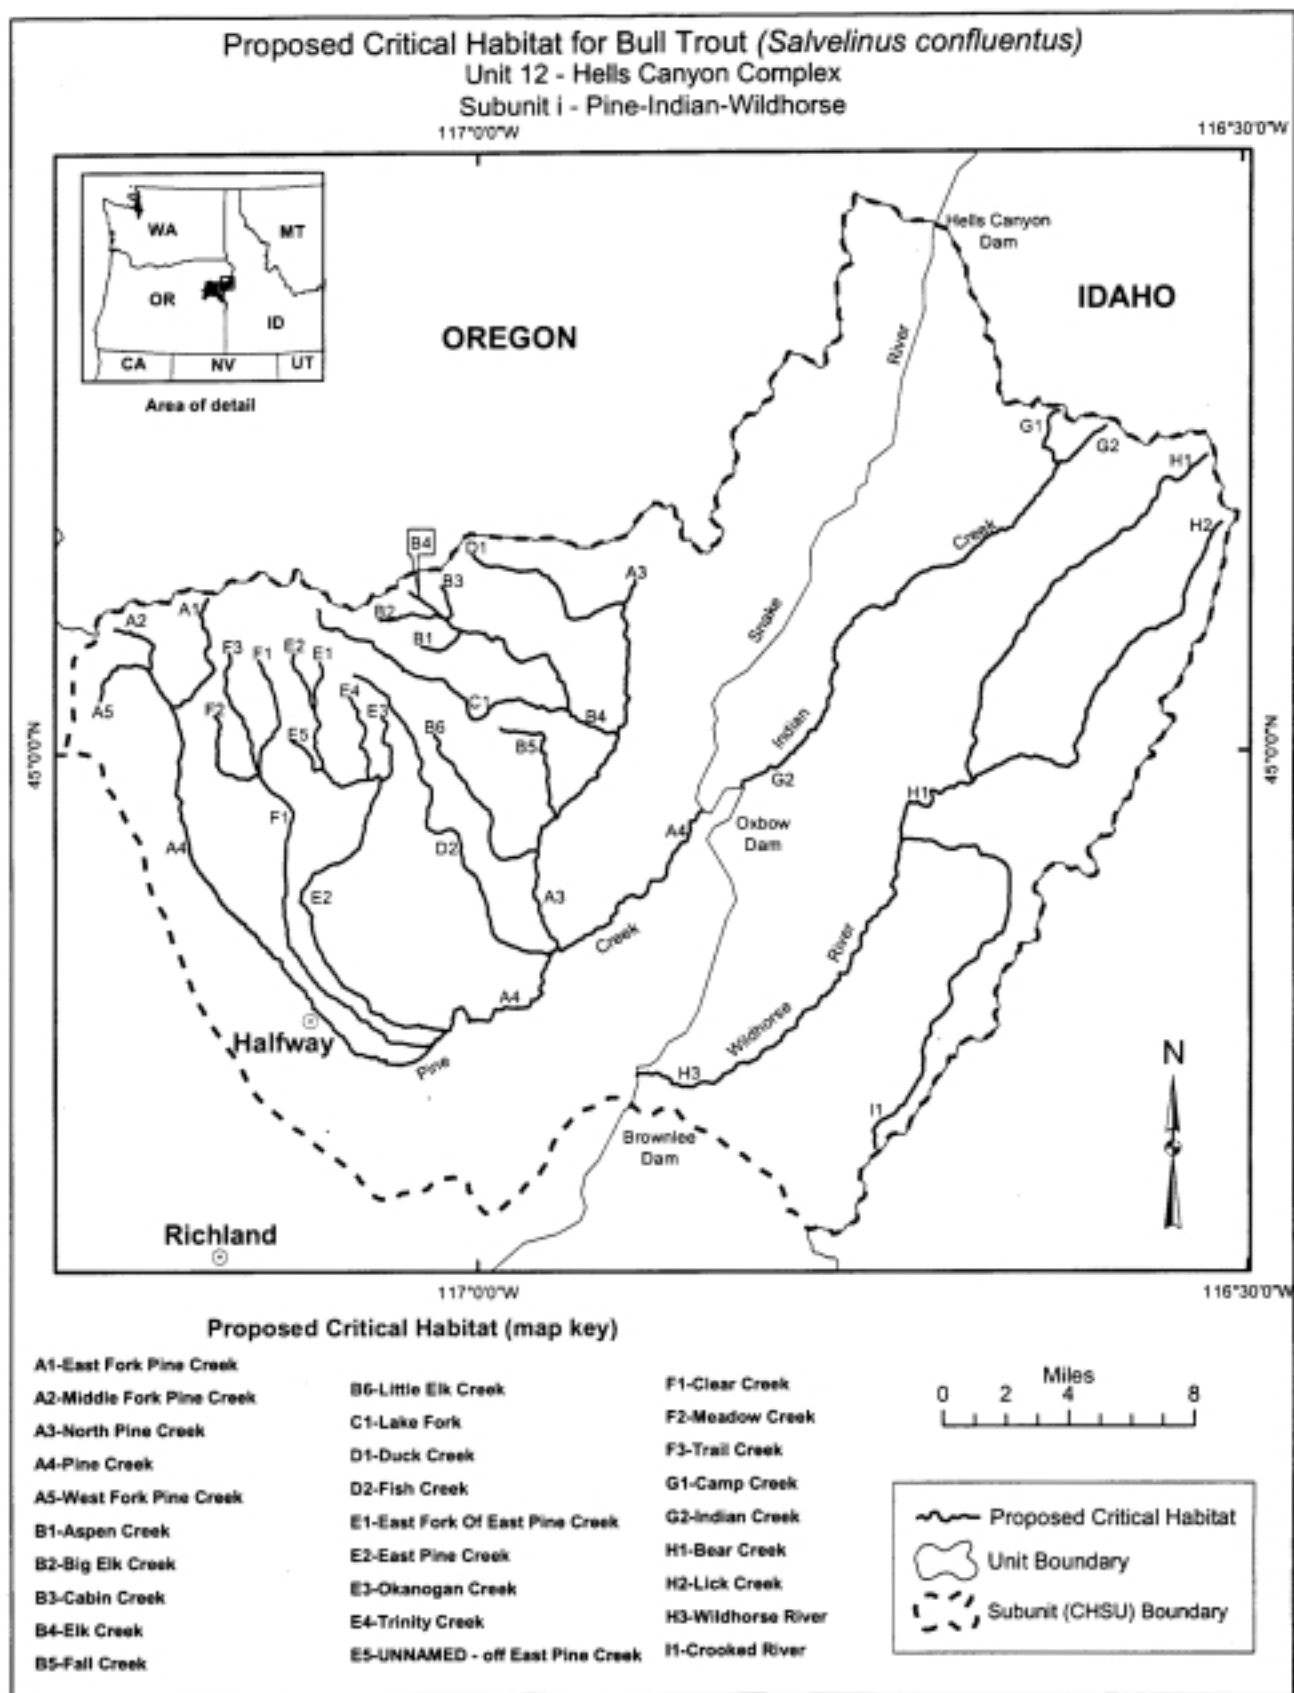 Proposed Critical Habitat for Bull Trout (Salvelinus confluentus)
Unit 12 - Hells Canyon Complex
Subunit i - Pine-Indian-Wildhorse
117°0'0"W
116°30'0"W
WA
MT
OR
ID
CA
NV
UT
Area of detail
OREGON
IDAHO
Hells Canyon
Dam
River
G1
G2
H1
H2
Creek
B4
D1
B3
A3
B2
A1
A2
B1
Snake
F3
F1
E2
E1
E4
E3
A5
F2
C1
B4
B6
B5
E5
Indian
G2
45°0'0"N
45°0'0"N
H1
F1
A4
D2
A4
Oxbow
Dam
E2
A3
Creek
River
A4
Wildhorse
Halfway
Pine
H3
N
I1
Brownlee
Dam
Richland
117°0'0"W
116°30'0"W
Proposed Critical Habitat (map key)
A1-East Fork Pine Creek
A2-Middle Fork Pine Creek
A3-North Pine Creek
A4-Pine Creek
A5-West Fork Pine Creek
B1-Aspen Creek
B2-Big Elk Creek
B3-Cabin Creek
B4-Elk Creek
B5-Fall Creek
B6-Little Elk Creek
C1-Lake Fork
D1-Duck Creek
D2-Fish Creek
E1-East Fork Of East Pine Creek
E2-East Pine Creek
E3-Okanogan Creek
E4-Trinity Creek
E5-UNNAMED - off East Pine Creek
F1-Clear Creek
F2-Meadow Creek
F3-Trail Creek
G1-Camp Creek
G2-Indian Creek
H1-Bear Creek
H2-Lick Creek
H3-Wildhorse River
I1-Crooked River
Miles
0 2 4 8
Proposed Critical Habitat
Unit Boundary
Subunit (CHSU) Boundary